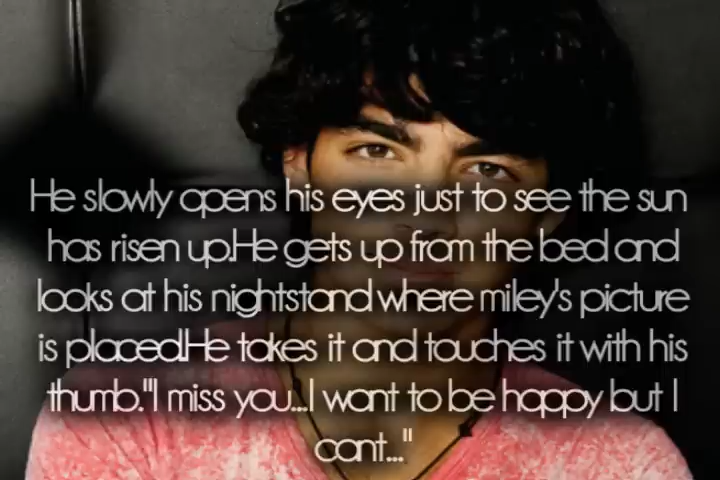 He slowly opens his eyes just to see the sun
has risen up.He gets up from the bed and
looks at his nightstand where miley's picture
is placed.He takes it and touches it with his
thumb."I miss you...I want to be happy but I
cant..."